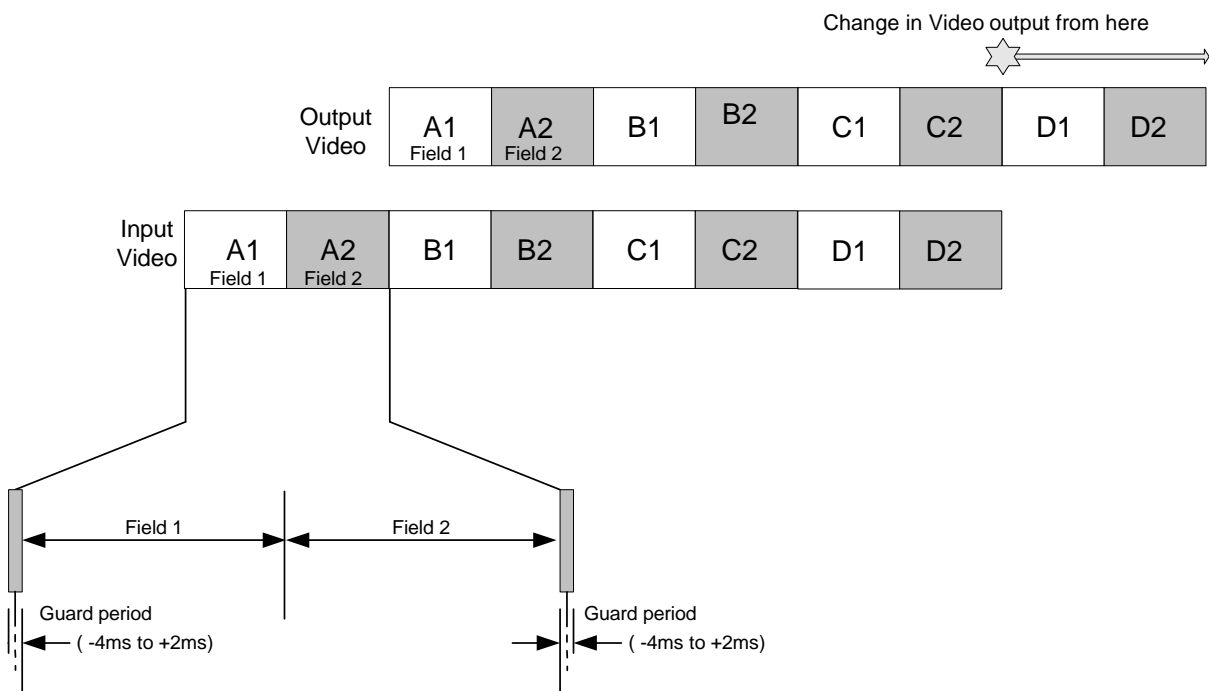 Change in Video output from here
Output
Video
A1
Field 1
A2
Field 2
B1
B2
C1
C2
D1
D2
Input
Video
A1
Field 1
A2
Field 2
B1
B2
C1
C2
D1
D2
Field 1
Field 2
Guard period
( -4ms to +2ms)
Guard period
( -4ms to +2ms)